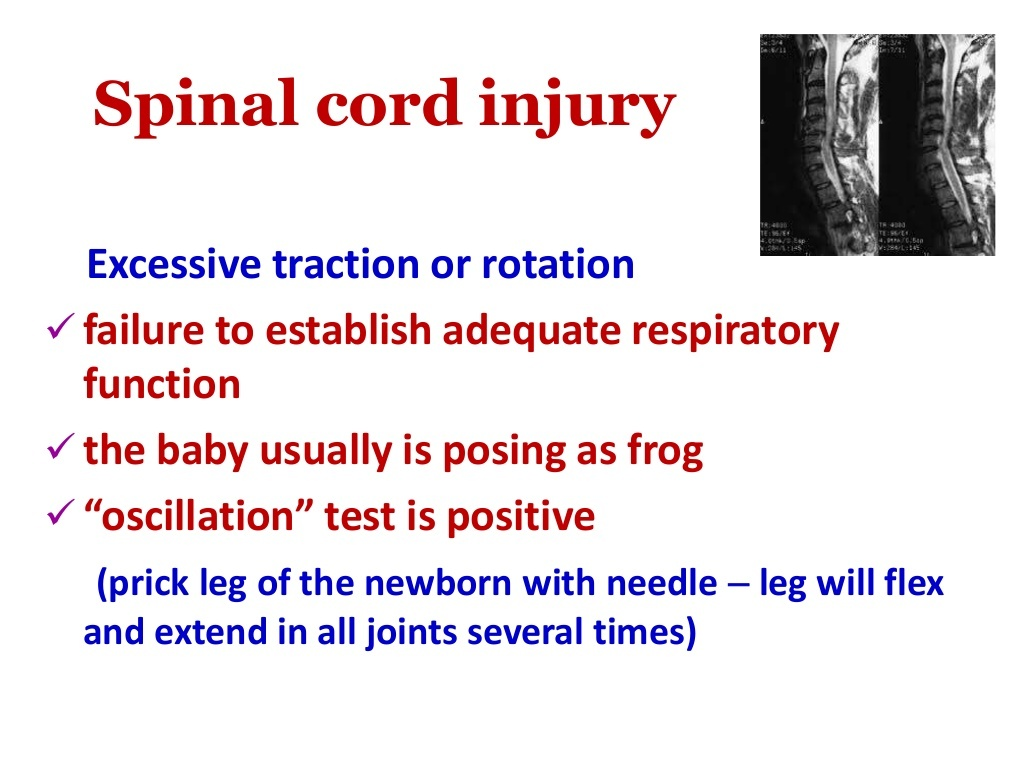 Spinal cord injury
Excessive traction or rotation
✓ failure to establish adequate respiratory
function
✓ the baby usually is posing as frog
✓ “oscillation” test is positive
(prick leg of the newborn with needle – leg will flex
and extend in all joints several times)